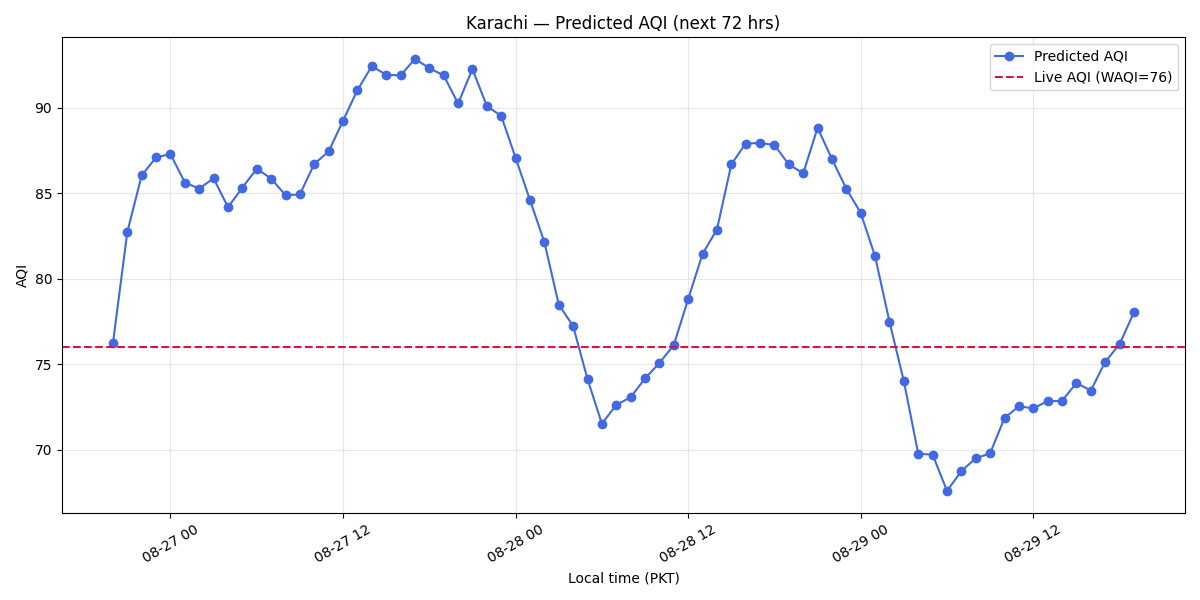 Karachi — Predicted AQI (next 72 hrs)
Predicted AQI
Live AQI (WAQI=76)
AQI
90
85
80
75
70
08-27 00
08-27 12
08-28 00
08-28 12
08-29 00
08-29 12
Local time (PKT)